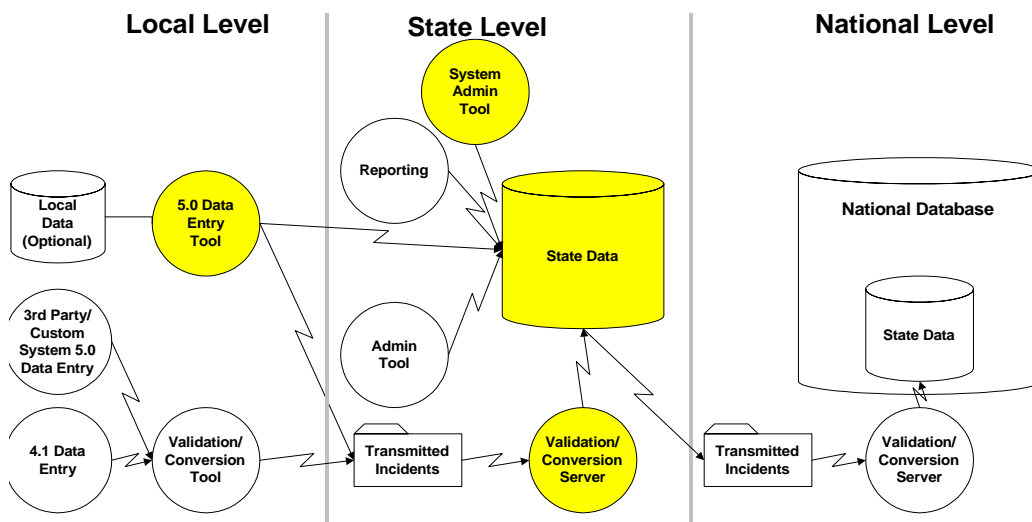 Local Level
State Level
National Level
System
Admin
Tool
Reporting
Local
Data
(Optional)
5.0 Data
Entry
Tool
State Data
National Database
3rd Party/
Custom
System 5.0
Data Entry
Admin
Tool
State Data
4.1 Data
Entry
Validation/
Conversion
Tool
Transmitted
Incidents
Validation/
Conversion
Server
Transmitted
Incidents
Validation/
Conversion
Server